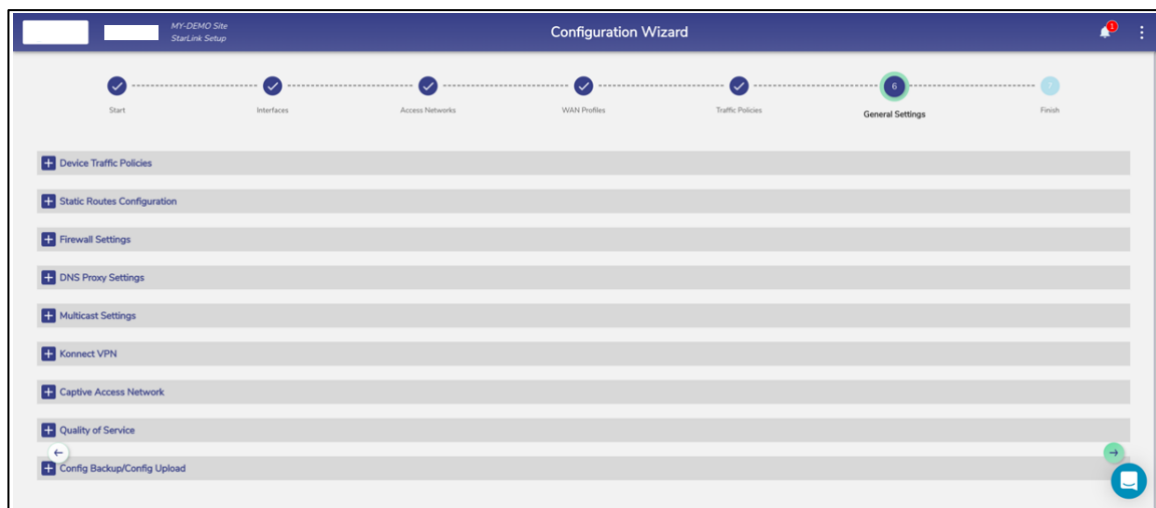 MY-DEMO Site
StarLink Setup
Configuration Wizard
1
6
7
Start
Interfaces
Access Networks
WAN Profiles
Traffic Policies
General Settings
Finish
Device Traffic Policies
Static Routes Configuration
Firewall Settings
DNS Proxy Settings
Multicast Settings
Konnect VPN
Captive Access Network
Quality of Service
Config Backup/Config Upload